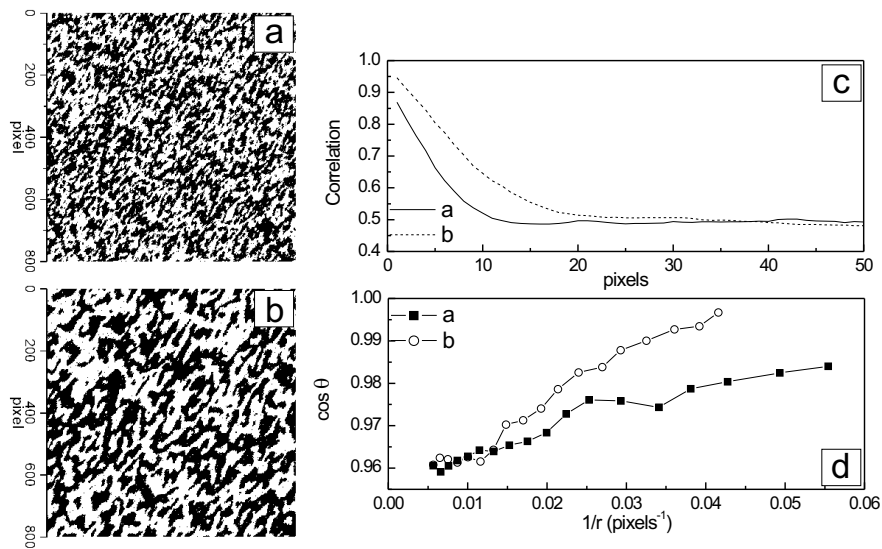 a
0
200
400
600
800
pixel
b
0
200
400
600
800
pixel
c
1.0
0.9
0.8
0.7
0.6
0.5
0.4
Correlation
a
b
0 10 20 30 40 50
pixels
d
1.00
0.99
0.98
0.97
0.96
cos θ
a
b
0.00 0.01 0.02 0.03 0.04 0.05 0.06
1/r (pixels⁻¹)